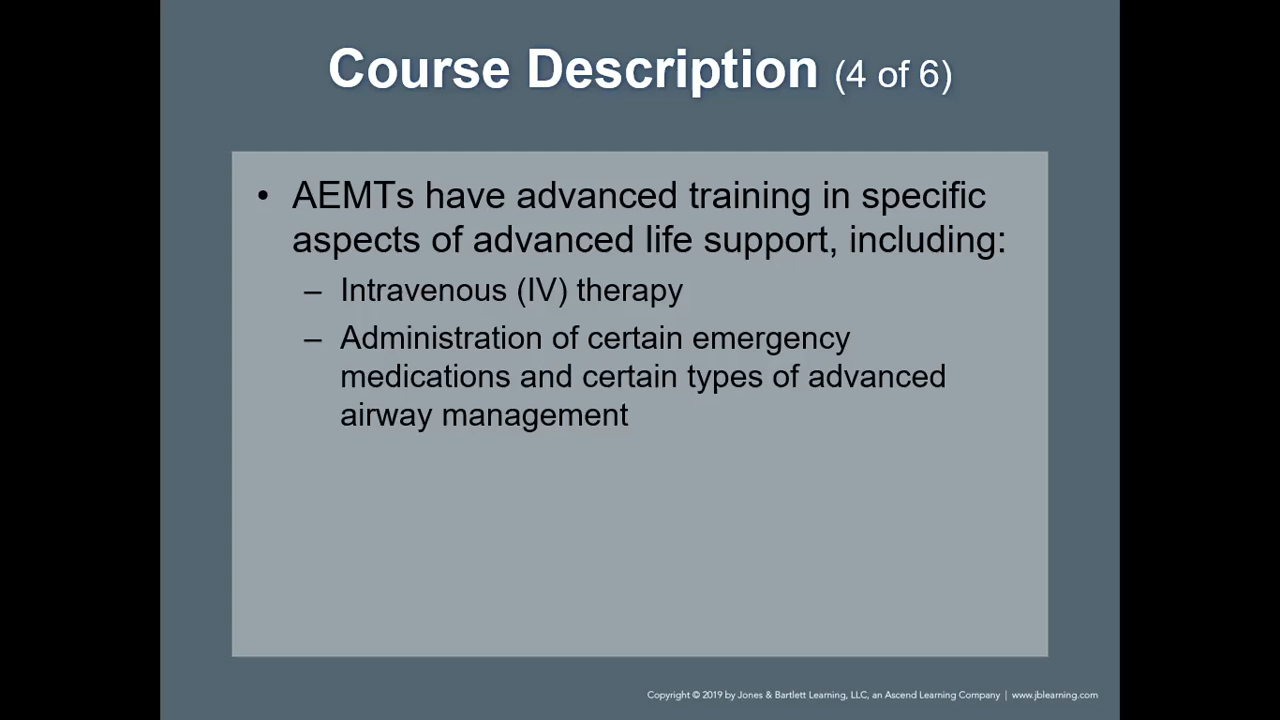 Course Description (4 of 6)
• AEMTs have advanced training in specific
aspects of advanced life support, including:
– Intravenous (IV) therapy
– Administration of certain emergency
medications and certain types of advanced
airway management
Copyright © 2019 by Jones & Bartlett Learning, LLC, an Ascend Learning Company | www.jblearning.com